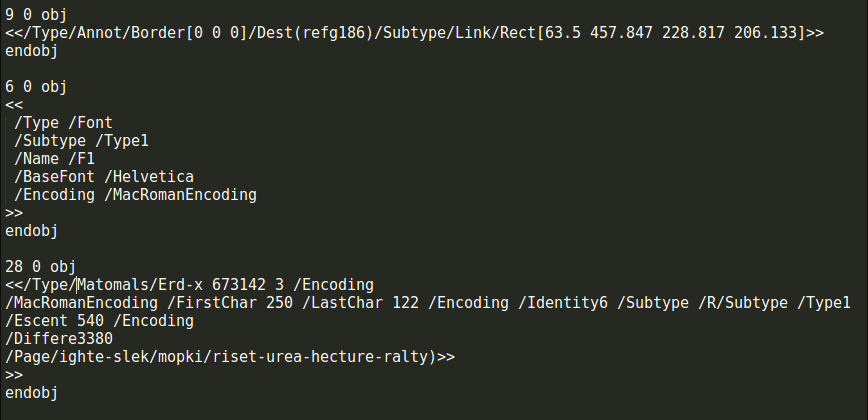 9 0 obj
<</Type/Annot/Border[0 0 0]/Dest(refg186)/Subtype/Link/Rect[63.5 457.847 228.817 206.133]>>
endobj

6 0 obj
<<
 /Type /Font
 /Subtype /Type1
 /Name /F1
 /BaseFont /Helvetica
 /Encoding /MacRomanEncoding
>>
endobj

28 0 obj
<</Type/Matomals/Erd-x 673142 3 /Encoding
/MacRomanEncoding /FirstChar 250 /LastChar 122 /Encoding /Identity6 /Subtype /R/Subtype /Type1
/Escent 540 /Encoding
/Differe3380
/Page/ighte-slek/mopki/riset-urea-hecture-ralty)>>
>>
endobj